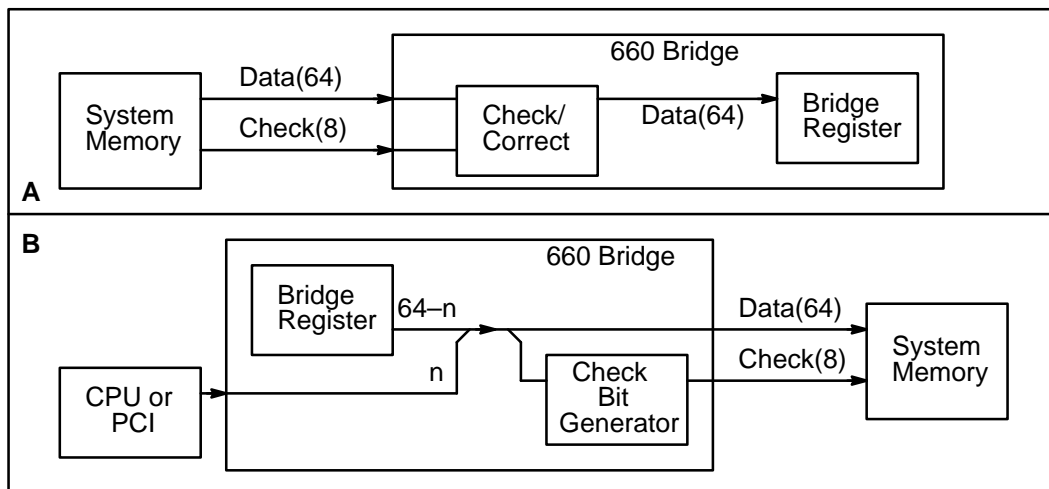 660 Bridge
Data(64)
System
Memory
Check(8)
Check/
Correct
Data(64)
Bridge
Register
A
B
660 Bridge
Bridge
Register
64–n
Data(64)
n
Check
Bit
Generator
Check(8)
System
Memory
CPU or
PCI